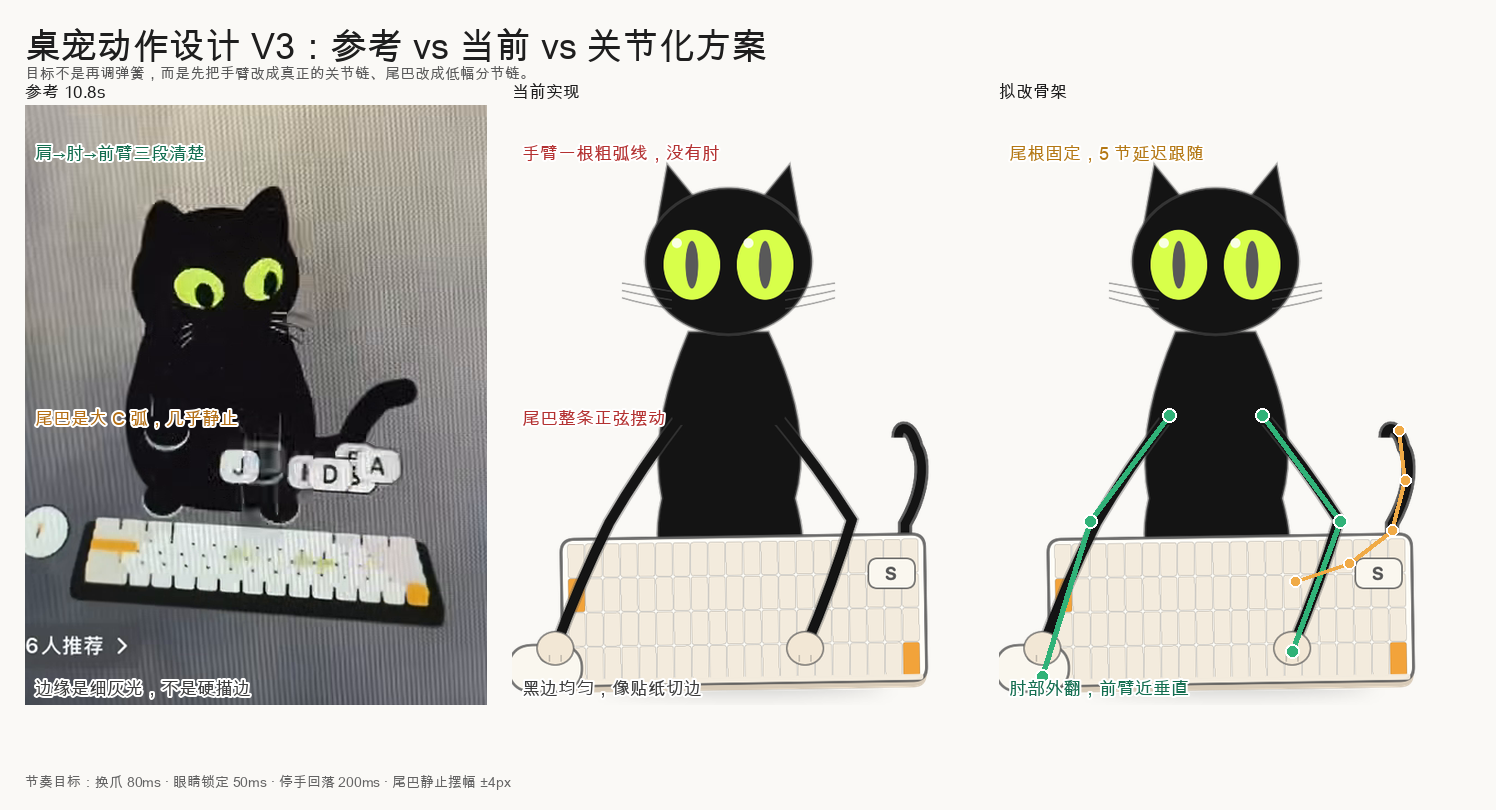 桌宠动作设计 V3：参考 vs 当前 vs 关节化方案
目标不是再调弹簧，而是先把手臂改成真正的关节链、尾巴改成低幅分节链。
参考 10.8s
当前实现
拟改骨架
肩→肘→前臂三段清楚
手臂一根粗弧线，没有肘
尾根固定，5 节延迟跟随
尾巴是大 C 弧，几乎静止
尾巴整条正弦摆动
J
I
D
A
S
S
6人推荐 >
边缘是细灰光，不是硬描边
黑边均匀，像贴纸切边
肘部外翻，前臂近垂直
节奏目标：换爪 80ms · 眼睛锁定 50ms · 停手回落 200ms · 尾巴静止摆幅 ±4px